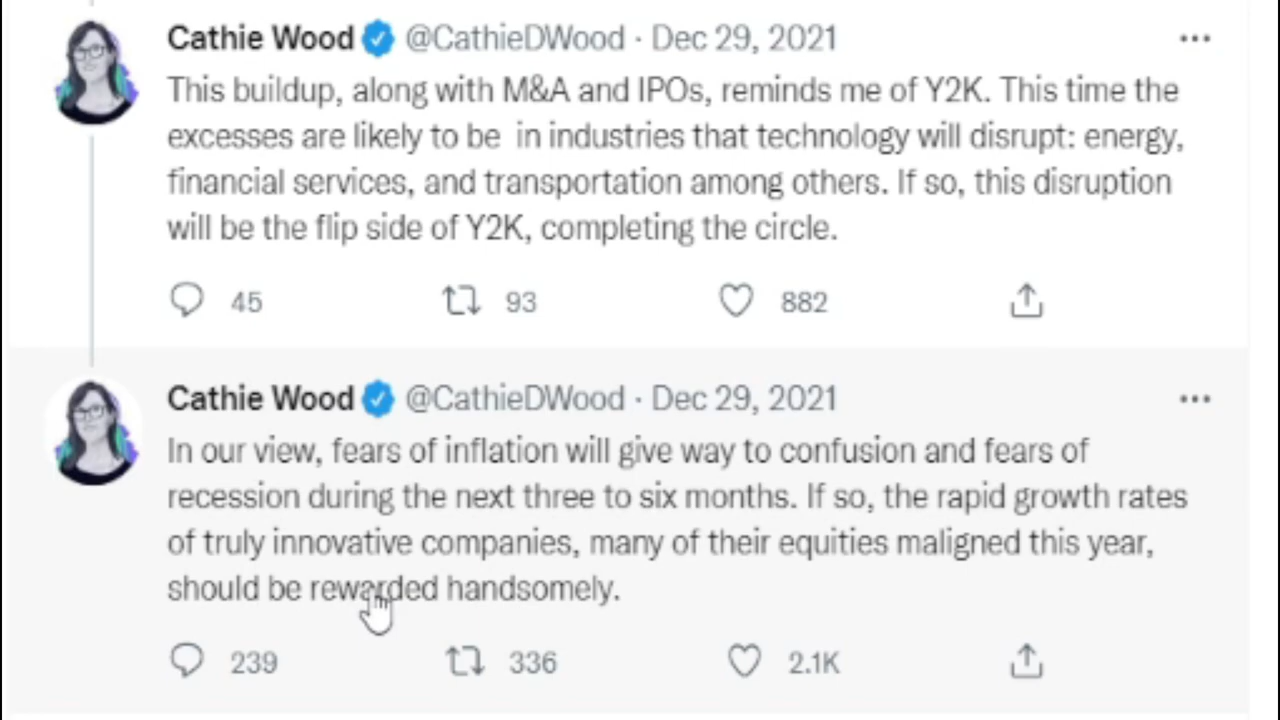 Cathie Wood @CathieDWood · Dec 29, 2021
This buildup, along with M&A and IPOs, reminds me of Y2K. This time the
excesses are likely to be  in industries that technology will disrupt: energy,
financial services, and transportation among others. If so, this disruption
will be the flip side of Y2K, completing the circle.
45 93 882
Cathie Wood @CathieDWood · Dec 29, 2021
In our view, fears of inflation will give way to confusion and fears of
recession during the next three to six months. If so, the rapid growth rates
of truly innovative companies, many of their equities maligned this year,
should be rewarded handsomely.
239 336 2.1K